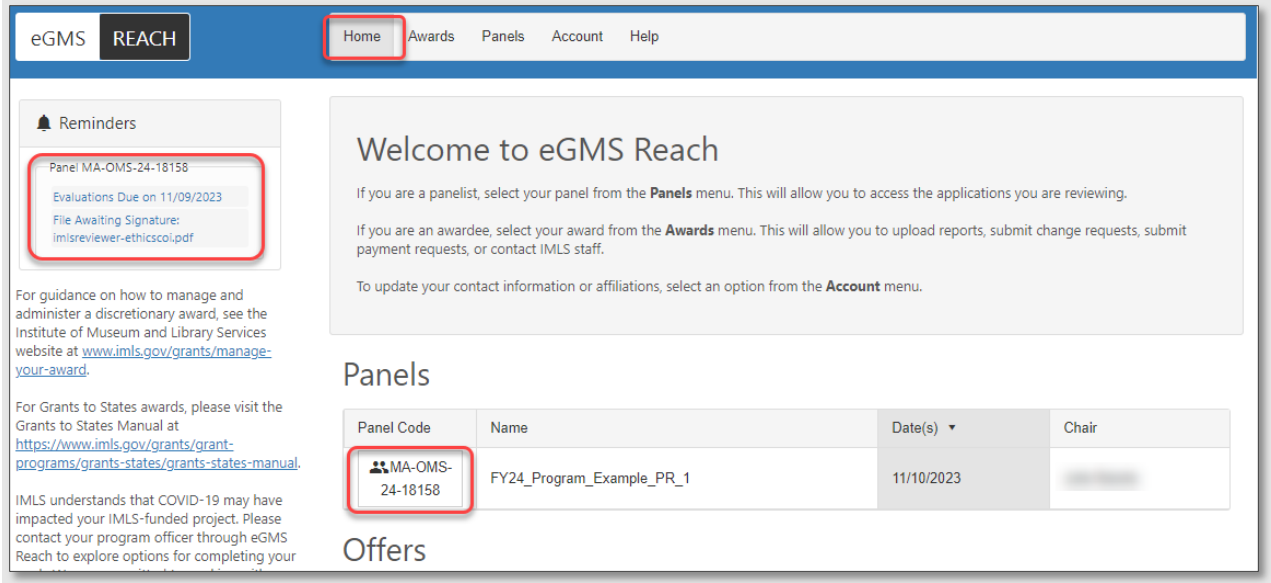 eGMS REACH
Home Awards Panels Account Help
Reminders
Panel MA-OMS-24-18158
Evaluations Due on 11/09/2023
File Awaiting Signature:
imlsreviewer-ethicscoi.pdf
For guidance on how to manage and
administer a discretionary award, see the
Institute of Museum and Library Services
website at www.imls.gov/grants/manage-
your-award.
For Grants to States awards, please visit the
Grants to States Manual at
https://www.imls.gov/grants/grant-
programs/grants-states/grants-states-manual.
IMLS understands that COVID-19 may have
impacted your IMLS-funded project. Please
contact your program officer through eGMS
Reach to explore options for completing your
Welcome to eGMS Reach
If you are a panelist, select your panel from the Panels menu. This will allow you to access the applications you are reviewing.
If you are an awardee, select your award from the Awards menu. This will allow you to upload reports, submit change requests, submit
payment requests, or contact IMLS staff.
To update your contact information or affiliations, select an option from the Account menu.
Panels
Panel Code Name Date(s) Chair
MA-OMS-
24-18158 FY24_Program_Example_PR_1 11/10/2023
Offers